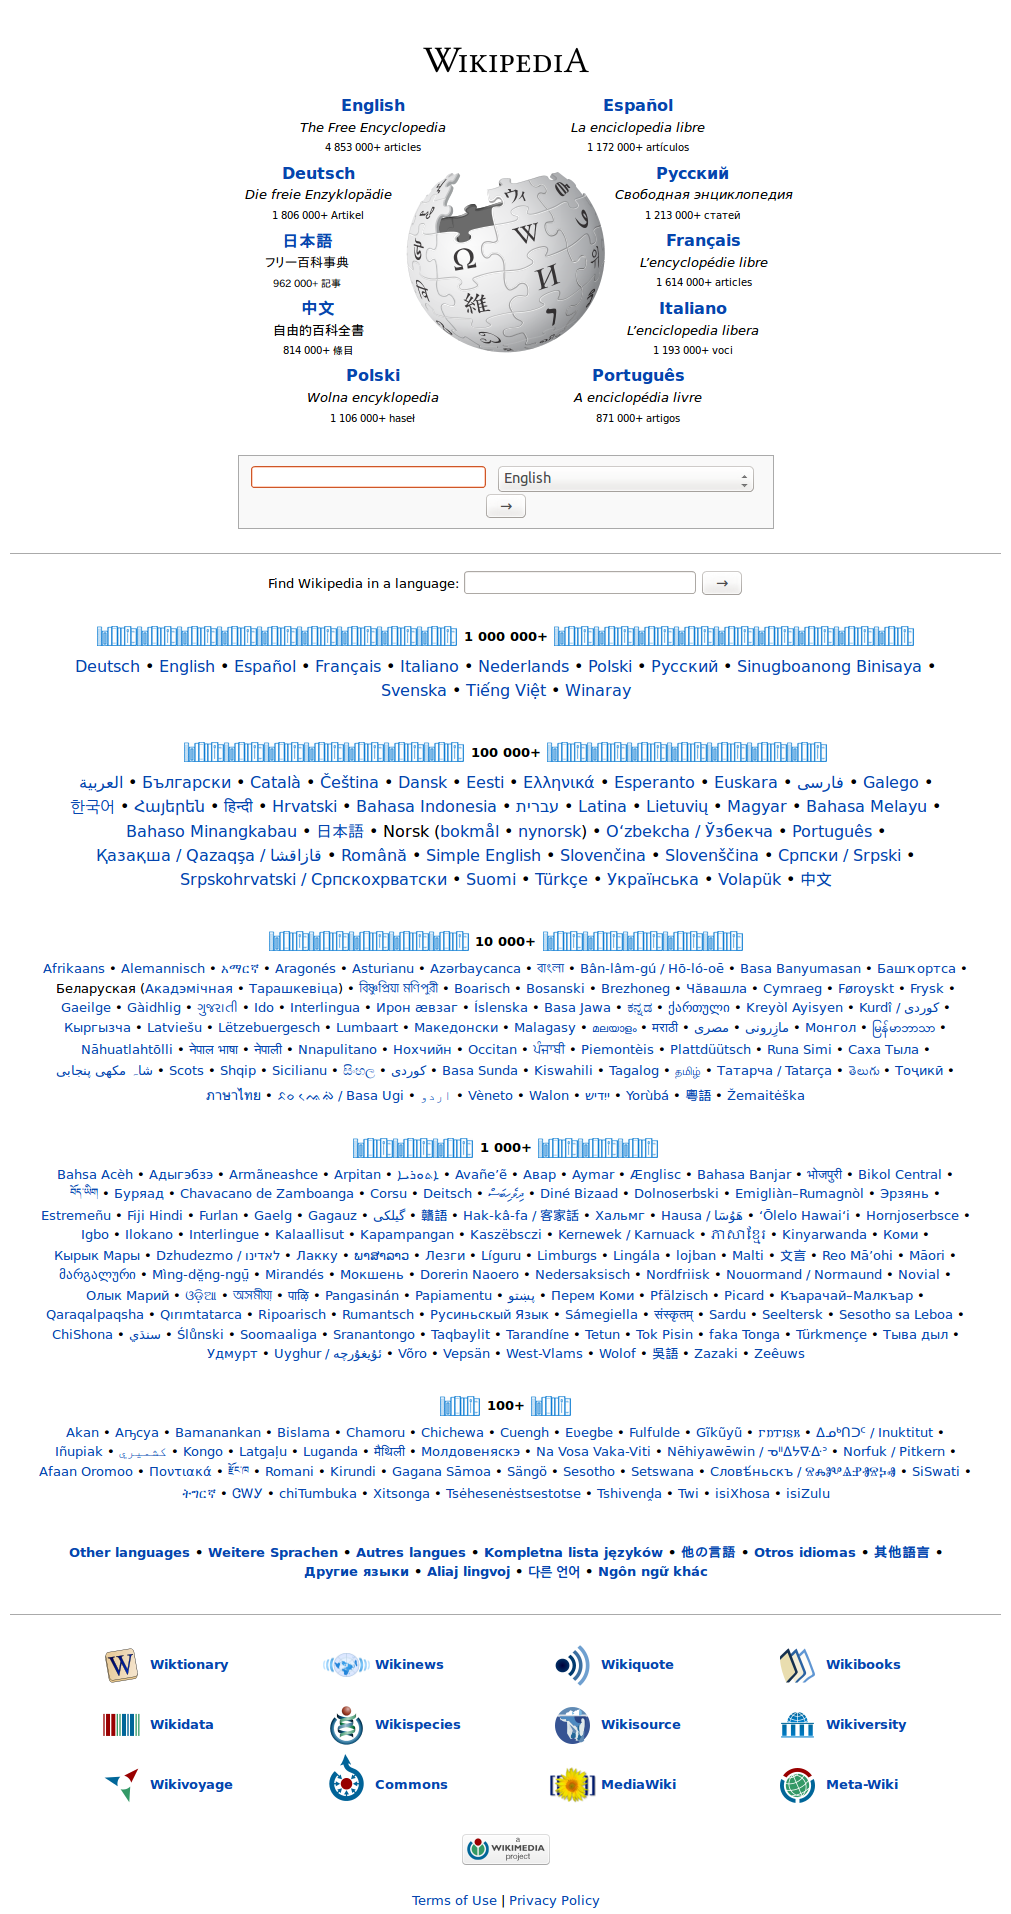 WIKIPEDIA
English
The Free Encyclopedia
4 853 000+ articles
Español
La enciclopedia libre
1 172 000+ artículos
Deutsch
Die freie Enzyklopädie
1 806 000+ Artikel
Русский
Свободная энциклопедия
1 213 000+ статей
日本語
フリー百科事典
962 000+ 記事
Français
L’encyclopédie libre
1 614 000+ articles
中文
自由的百科全書
814 000+ 條目
Italiano
L’enciclopedia libera
1 193 000+ voci
Polski
Wolna encyklopedia
1 106 000+ haseł
Português
A enciclopédia livre
871 000+ artigos
Ω W И 維
English
→
Find Wikipedia in a language: →
1 000 000+
Deutsch • English • Español • Français • Italiano • Nederlands • Polski • Русский • Sinugboanong Binisaya •
Svenska • Tiếng Việt • Winaray
100 000+
العربية • Български • Català • Čeština • Dansk • Eesti • Ελληνικά • Esperanto • Euskara • فارسی • Galego •
한국어 • Հայերեն • हिन्दी • Hrvatski • Bahasa Indonesia • עברית • Latina • Lietuvių • Magyar • Bahasa Melayu •
Bahaso Minangkabau • 日本語 • Norsk (bokmål • nynorsk) • Oʻzbekcha / Ўзбекча • Português •
Қазақша / Qazaqşa / قازاقشا • Română • Simple English • Slovenčina • Slovenščina • Српски / Srpski •
Srpskohrvatski / Српскохрватски • Suomi • Türkçe • Українська • Volapük • 中文
10 000+
Afrikaans • Alemannisch • አማርኛ • Aragonés • Asturianu • Azərbaycanca • বাংলা • Bân-lâm-gú / Hō-ló-oē • Basa Banyumasan • Башҡортса •
Беларуская (Акадэмічная • Тарашкевіца) • বিষ্ণুপ্রিয়া মণিপুরী • Boarisch • Bosanski • Brezhoneg • Чӑвашла • Cymraeg • Føroyskt • Frysk •
Gaeilge • Gàidhlig • ગુજરાતી • Ido • Interlingua • Ирон æвзаг • Íslenska • Basa Jawa • ಕನ್ನಡ • ქართული • Kreyòl Ayisyen • Kurdî / كوردی •
Кыргызча • Latviešu • Lëtzebuergesch • Lumbaart • Македонски • Malagasy • മലയാളം • मराठी • مصرى • مازِرونی • Монгол • မြန်မာဘာသာ •
Nāhuatlahtōlli • नेपाल भाषा • नेपाली • Nnapulitano • Нохчийн • Occitan • ਪੰਜਾਬੀ • Piemontèis • Plattdüütsch • Runa Simi • Саха Тыла •
شاہ مکھی پنجابی • Scots • Shqip • Sicilianu • සිංහල • کوردی • Basa Sunda • Kiswahili • Tagalog • தமிழ் • Татарча / Tatarça • తెలుగు • Тоҷикӣ •
ภาษาไทย • ᨅᨔ ᨕᨙᨁᨗ / Basa Ugi • اردو • Vèneto • Walon • ייִדיש • Yorùbá • 粵語 • Žemaitėška
1 000+
Bahsa Acèh • Адыгэбзэ • Armãneashce • Arpitan • ܐܬܘܪܝܐ • Avañe’ẽ • Авар • Aymar • Ænglisc • Bahasa Banjar • भोजपुरी • Bikol Central •
བོད་ཡིག • Буряад • Chavacano de Zamboanga • Corsu • Deitsch • ދިވެހިބަސް • Diné Bizaad • Dolnoserbski • Emigliàn–Rumagnòl • Эрзянь •
Estremeñu • Fiji Hindi • Furlan • Gaelg • Gagauz • گیلکی • 贛語 • Hak-kâ-fa / 客家話 • Хальмг • Hausa / هَوُسَا • ʻŌlelo Hawaiʻi • Hornjoserbsce •
Igbo • Ilokano • Interlingue • Kalaallisut • Kapampangan • Kaszëbsczi • Kernewek / Karnuack • ភាសាខ្មែរ • Kinyarwanda • Коми •
Кырык Мары • Dzhudezmo / לאדינו • Лакку • ພາສາລາວ • Лезги • Líguru • Limburgs • Lingála • lojban • Malti • 文言 • Reo Mā’ohi • Māori •
მარგალური • Mìng-dĕ̤ng-ngṳ̄ • Mirandés • Мокшень • Dorerin Naoero • Nedersaksisch • Nordfriisk • Nouormand / Normaund • Novial •
Олык Марий • ଓଡ଼ିଆ • অসমীযা় • पाऴि • Pangasinán • Papiamentu • پښتو • Перем Коми • Pfälzisch • Picard • Къарачай–Малкъар •
Qaraqalpaqsha • Qırımtatarca • Ripoarisch • Rumantsch • Русиньскый Язык • Sámegiella • संस्कृतम् • Sardu • Seeltersk • Sesotho sa Leboa •
ChiShona • سنڌي • Ślůnski • Soomaaliga • Sranantongo • Taqbaylit • Tarandíne • Tetun • Tok Pisin • faka Tonga • Türkmençe • Тыва дыл •
Удмурт • Uyghur / ئۇيغۇرچه • Võro • Vepsän • West-Vlams • Wolof • 吳語 • Zazaki • Zeêuws
100+
Akan • Аҧсуа • Bamanankan • Bislama • Chamoru • Chichewa • Cuengh • Eʋegbe • Fulfulde • Gĩkũyũ • 𐌲𐌿𐍄𐌹𐍃𐌺 • ᐃᓄᒃᑎᑐᑦ / Inuktitut •
Iñupiak • كشميري • Kongo • Latgaļu • Luganda • मैथिली • Молдовеняскэ • Na Vosa Vaka-Viti • Nēhiyawēwin / ᓀᐦᐃᔭᐍᐏᐣ • Norfuk / Pitkern •
Afaan Oromoo • Ποντιακά • རྫོང་ཁ • Romani • Kirundi • Gagana Sāmoa • Sängö • Sesotho • Setswana • Словѣ́ньскъ / ⰔⰎⰑⰂⰡⰐⰠⰔⰍⰟ • SiSwati •
ትግርኛ • ᏣᎳᎩ • chiTumbuka • Xitsonga • Tsėhesenėstsestotse • Tshivenḓa • Twi • isiXhosa • isiZulu
Other languages • Weitere Sprachen • Autres langues • Kompletna lista języków • 他の言語 • Otros idiomas • 其他語言 •
Другие языки • Aliaj lingvoj • 다른 언어 • Ngôn ngữ khác
Wiktionary Wikinews Wikiquote Wikibooks
Wikidata Wikispecies Wikisource Wikiversity
Wikivoyage Commons MediaWiki Meta-Wiki
a
WIKIMEDIA
project
Terms of Use | Privacy Policy